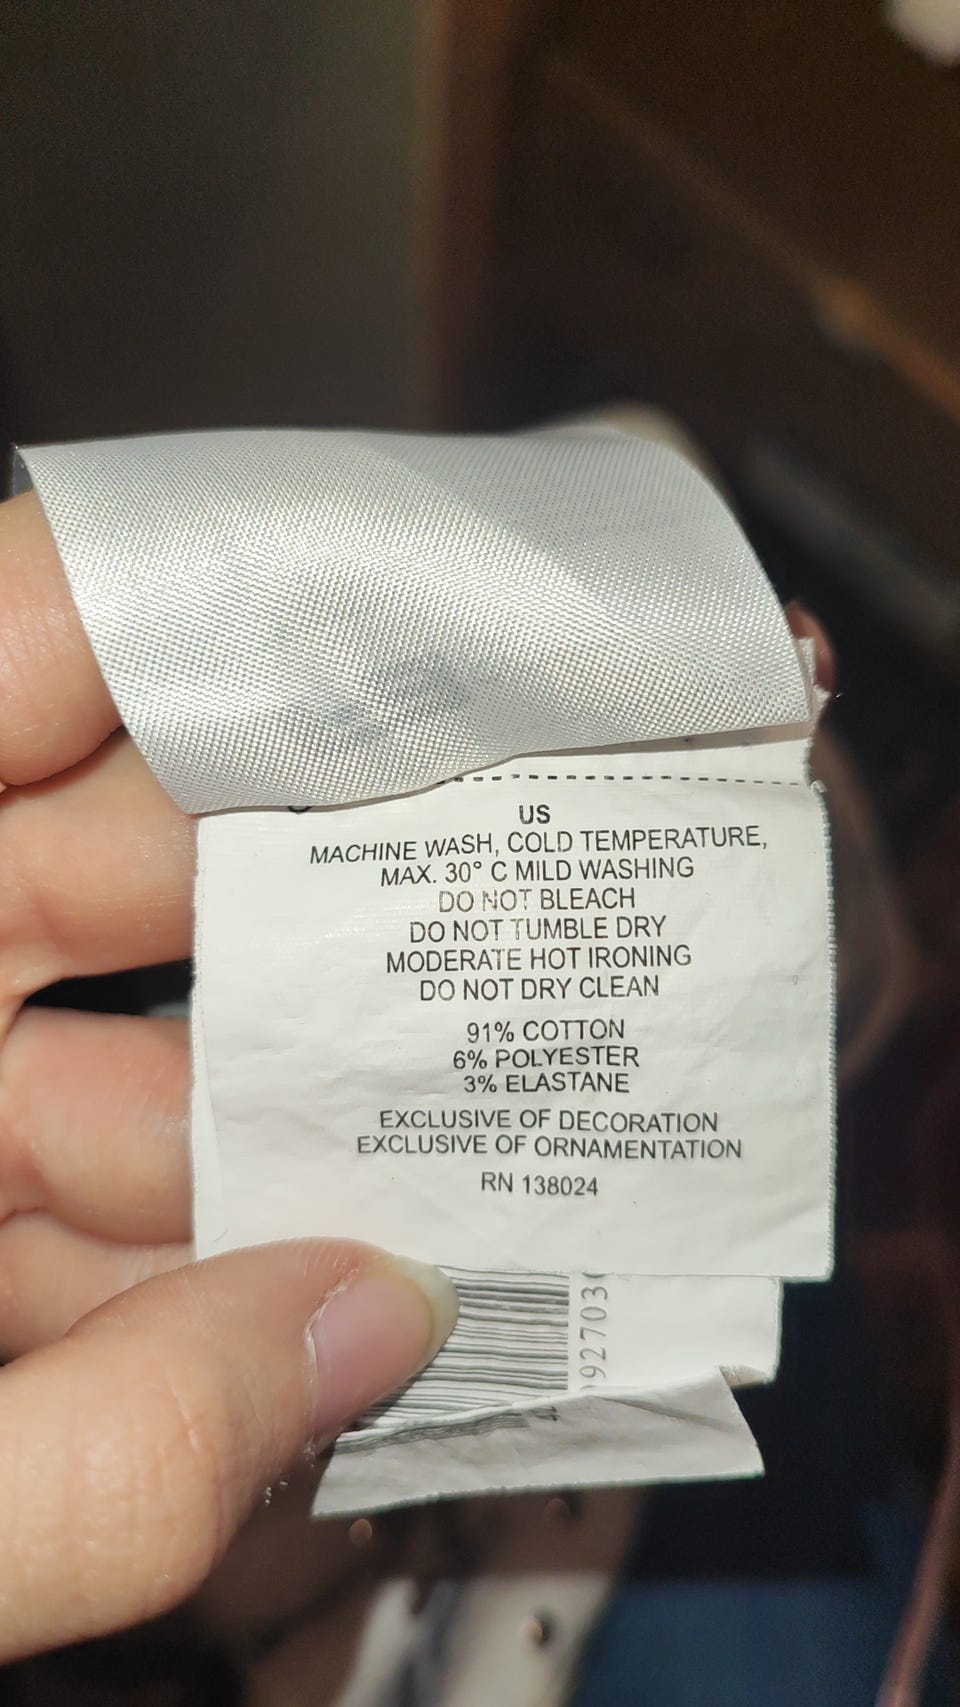 US
MACHINE WASH, COLD TEMPERATURE,
MAX. 30° C MILD WASHING
DO NOT BLEACH
DO NOT TUMBLE DRY
MODERATE HOT IRONING
DO NOT DRY CLEAN
91% COTTON
6% POLYESTER
3% ELASTANE
EXCLUSIVE OF DECORATION
EXCLUSIVE OF ORNAMENTATION
RN 138024
92703